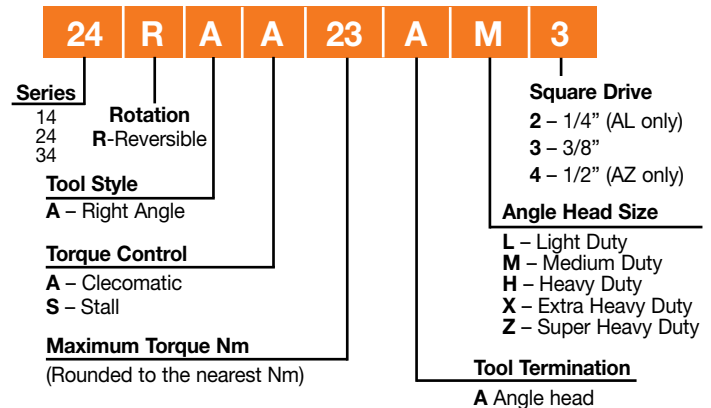 24 R A A 23 A M 3
Series
14
24
34
Rotation
R-Reversible
Tool Style
A – Right Angle
Torque Control
A – Clecomatic
S – Stall
Maximum Torque Nm
(Rounded to the nearest Nm)
Square Drive
2 – 1/4” (AL only)
3 – 3/8”
4 – 1/2” (AZ only)
Angle Head Size
L – Light Duty
M – Medium Duty
H – Heavy Duty
X – Extra Heavy Duty
Z – Super Heavy Duty
Tool Termination
A Angle head